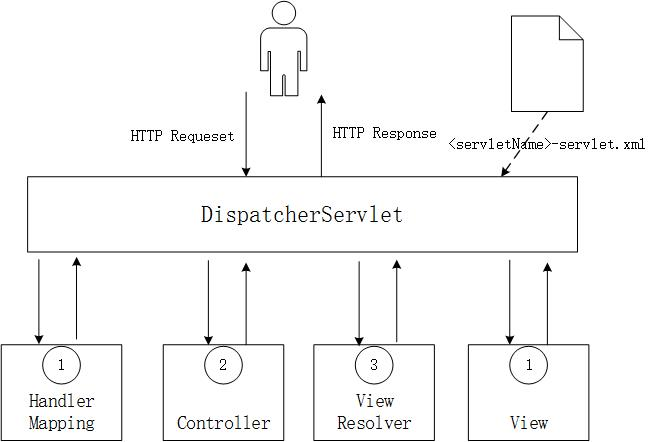 HTTP Requeset
HTTP Response
<servletName>-servlet.xml
DispatcherServlet
1
Handler
Mapping
2
Controller
3
View
Resolver
1
View